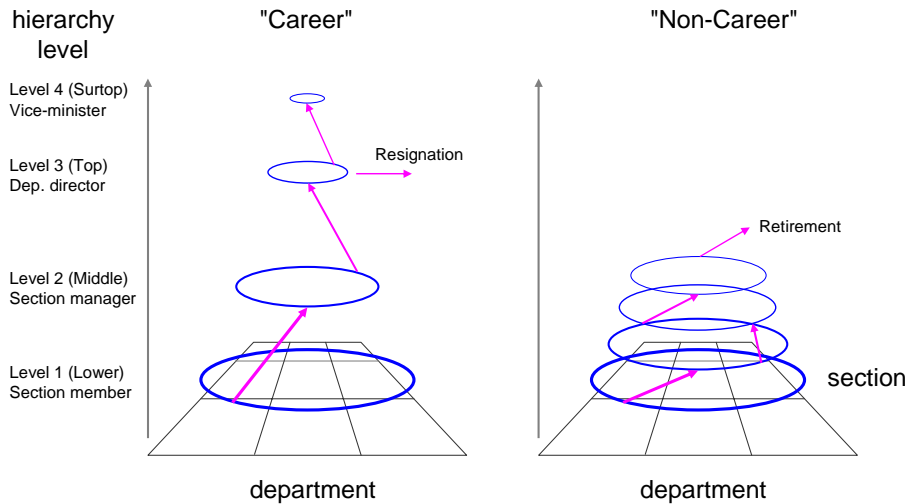 hierarchy
level
"Career"
"Non-Career"
Level 4 (Surtop)
Vice-minister
Level 3 (Top)
Dep. director
Resignation
Retirement
Level 2 (Middle)
Section manager
Level 1 (Lower)
Section member
section
department
department